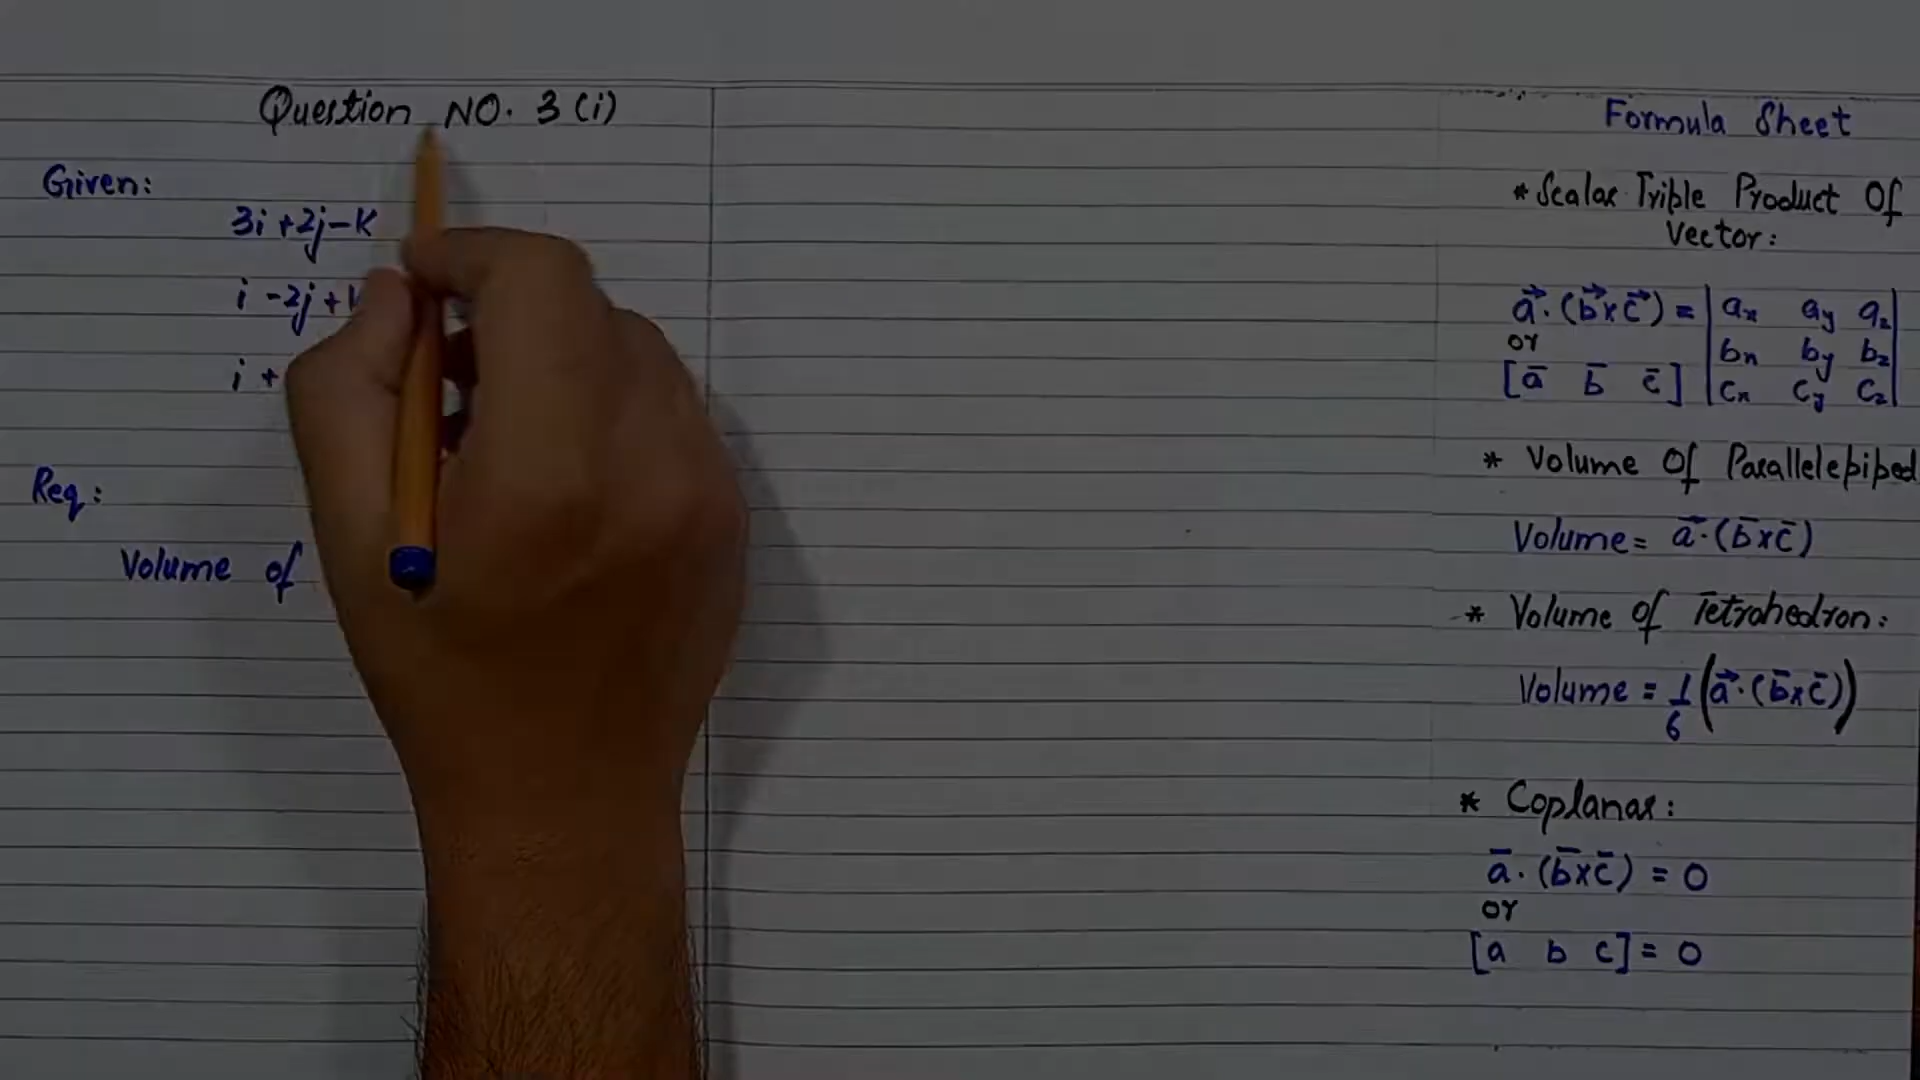 Question NO. 3 (i)
Given:
3i +2j-k
i -2j +
i +
Req:
Volume of
Formula Sheet
* Scalar Triple Product Of
Vector:
a⃗. (b⃗×c⃗) = | ax ay az |
or | bx by bz |
[ā b̄ c̄] | cx cy cz |
* Volume Of Parallelepiped
Volume = a⃗. (b̄×c̄)
* Volume of Tetrahedron:
Volume = 1/6 (a⃗. (b̄×c̄))
* Coplanar:
ā. (b̄×c̄) = 0
or
[a b c] = 0